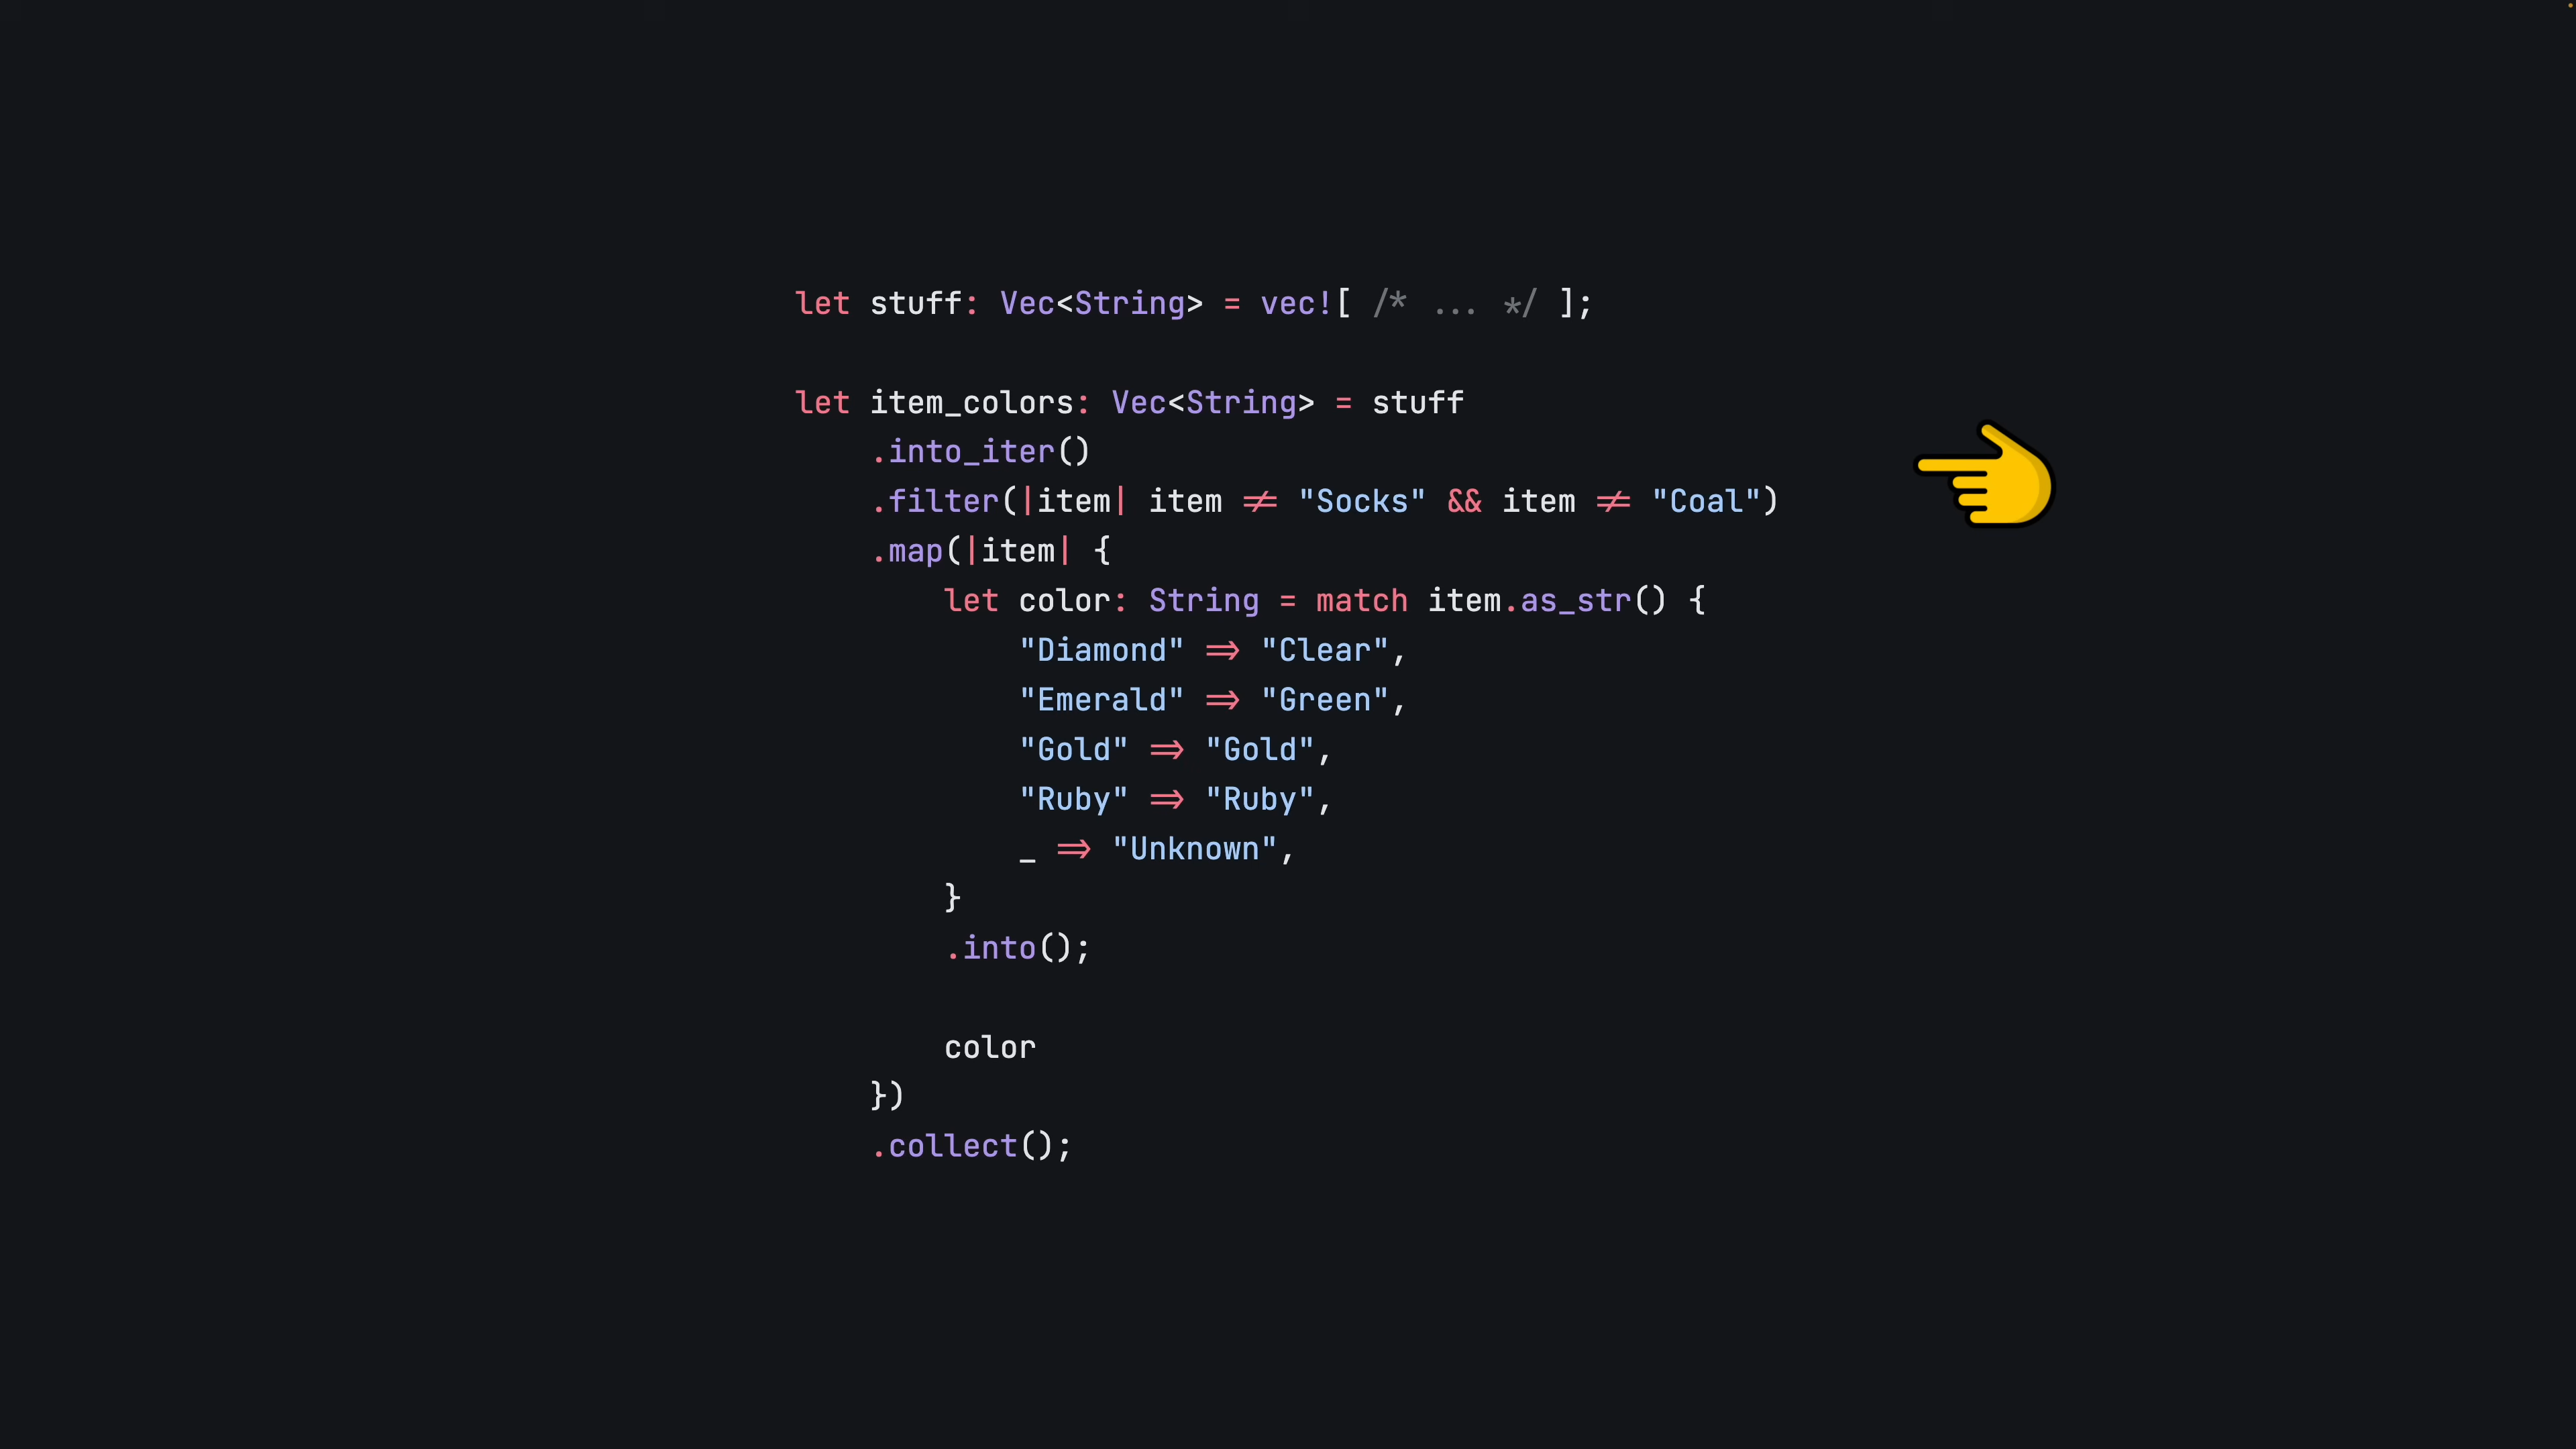 let stuff: Vec<String> = vec![ /* ... */ ];
let item_colors: Vec<String> = stuff
.into_iter()
.filter(|item| item != "Socks" && item != "Coal")
.map(|item| {
let color: String = match item.as_str() {
"Diamond" => "Clear",
"Emerald" => "Green",
"Gold" => "Gold",
"Ruby" => "Ruby",
_ => "Unknown",
}
.into();
color
})
.collect();